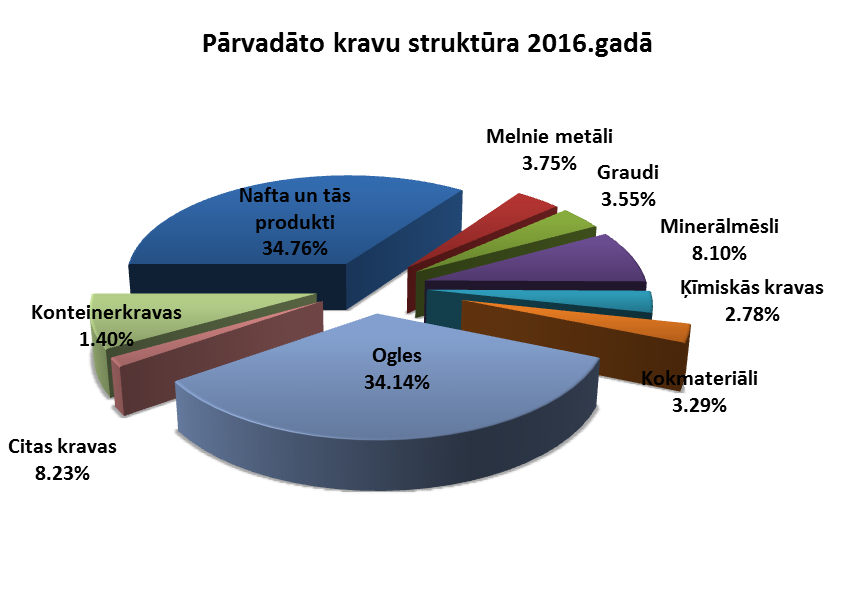 Pārvadāto kravu struktūra 2016.gadā
Melnie metāli
3.75%
Graudi
3.55%
Nafta un tās
produkti
34.76%
Minerālmēsli
8.10%
Ķīmiskās kravas
2.78%
Konteinerkravas
1.40%
Ogles
34.14%
Kokmateriāli
3.29%
Citas kravas
8.23%